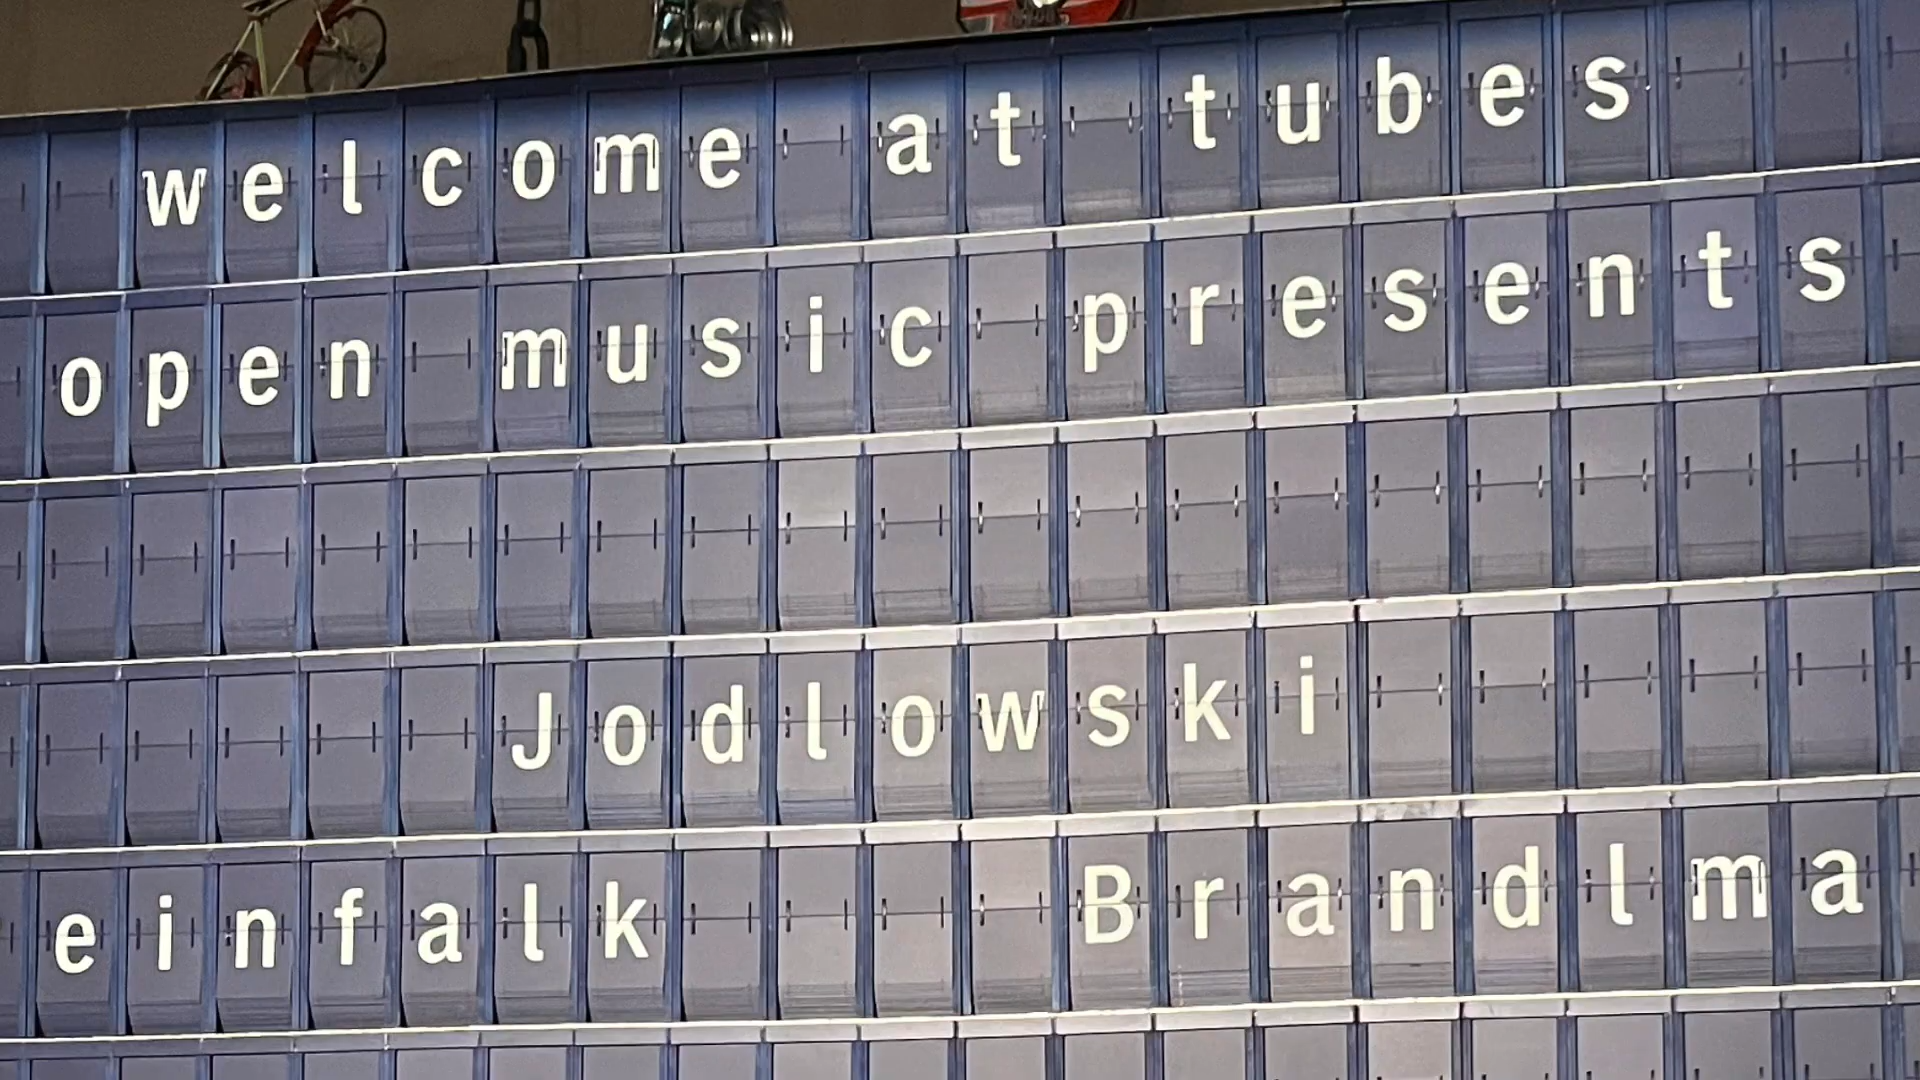 welcome at tubes
open music presents
Jodlowski
einfalk Brandlma